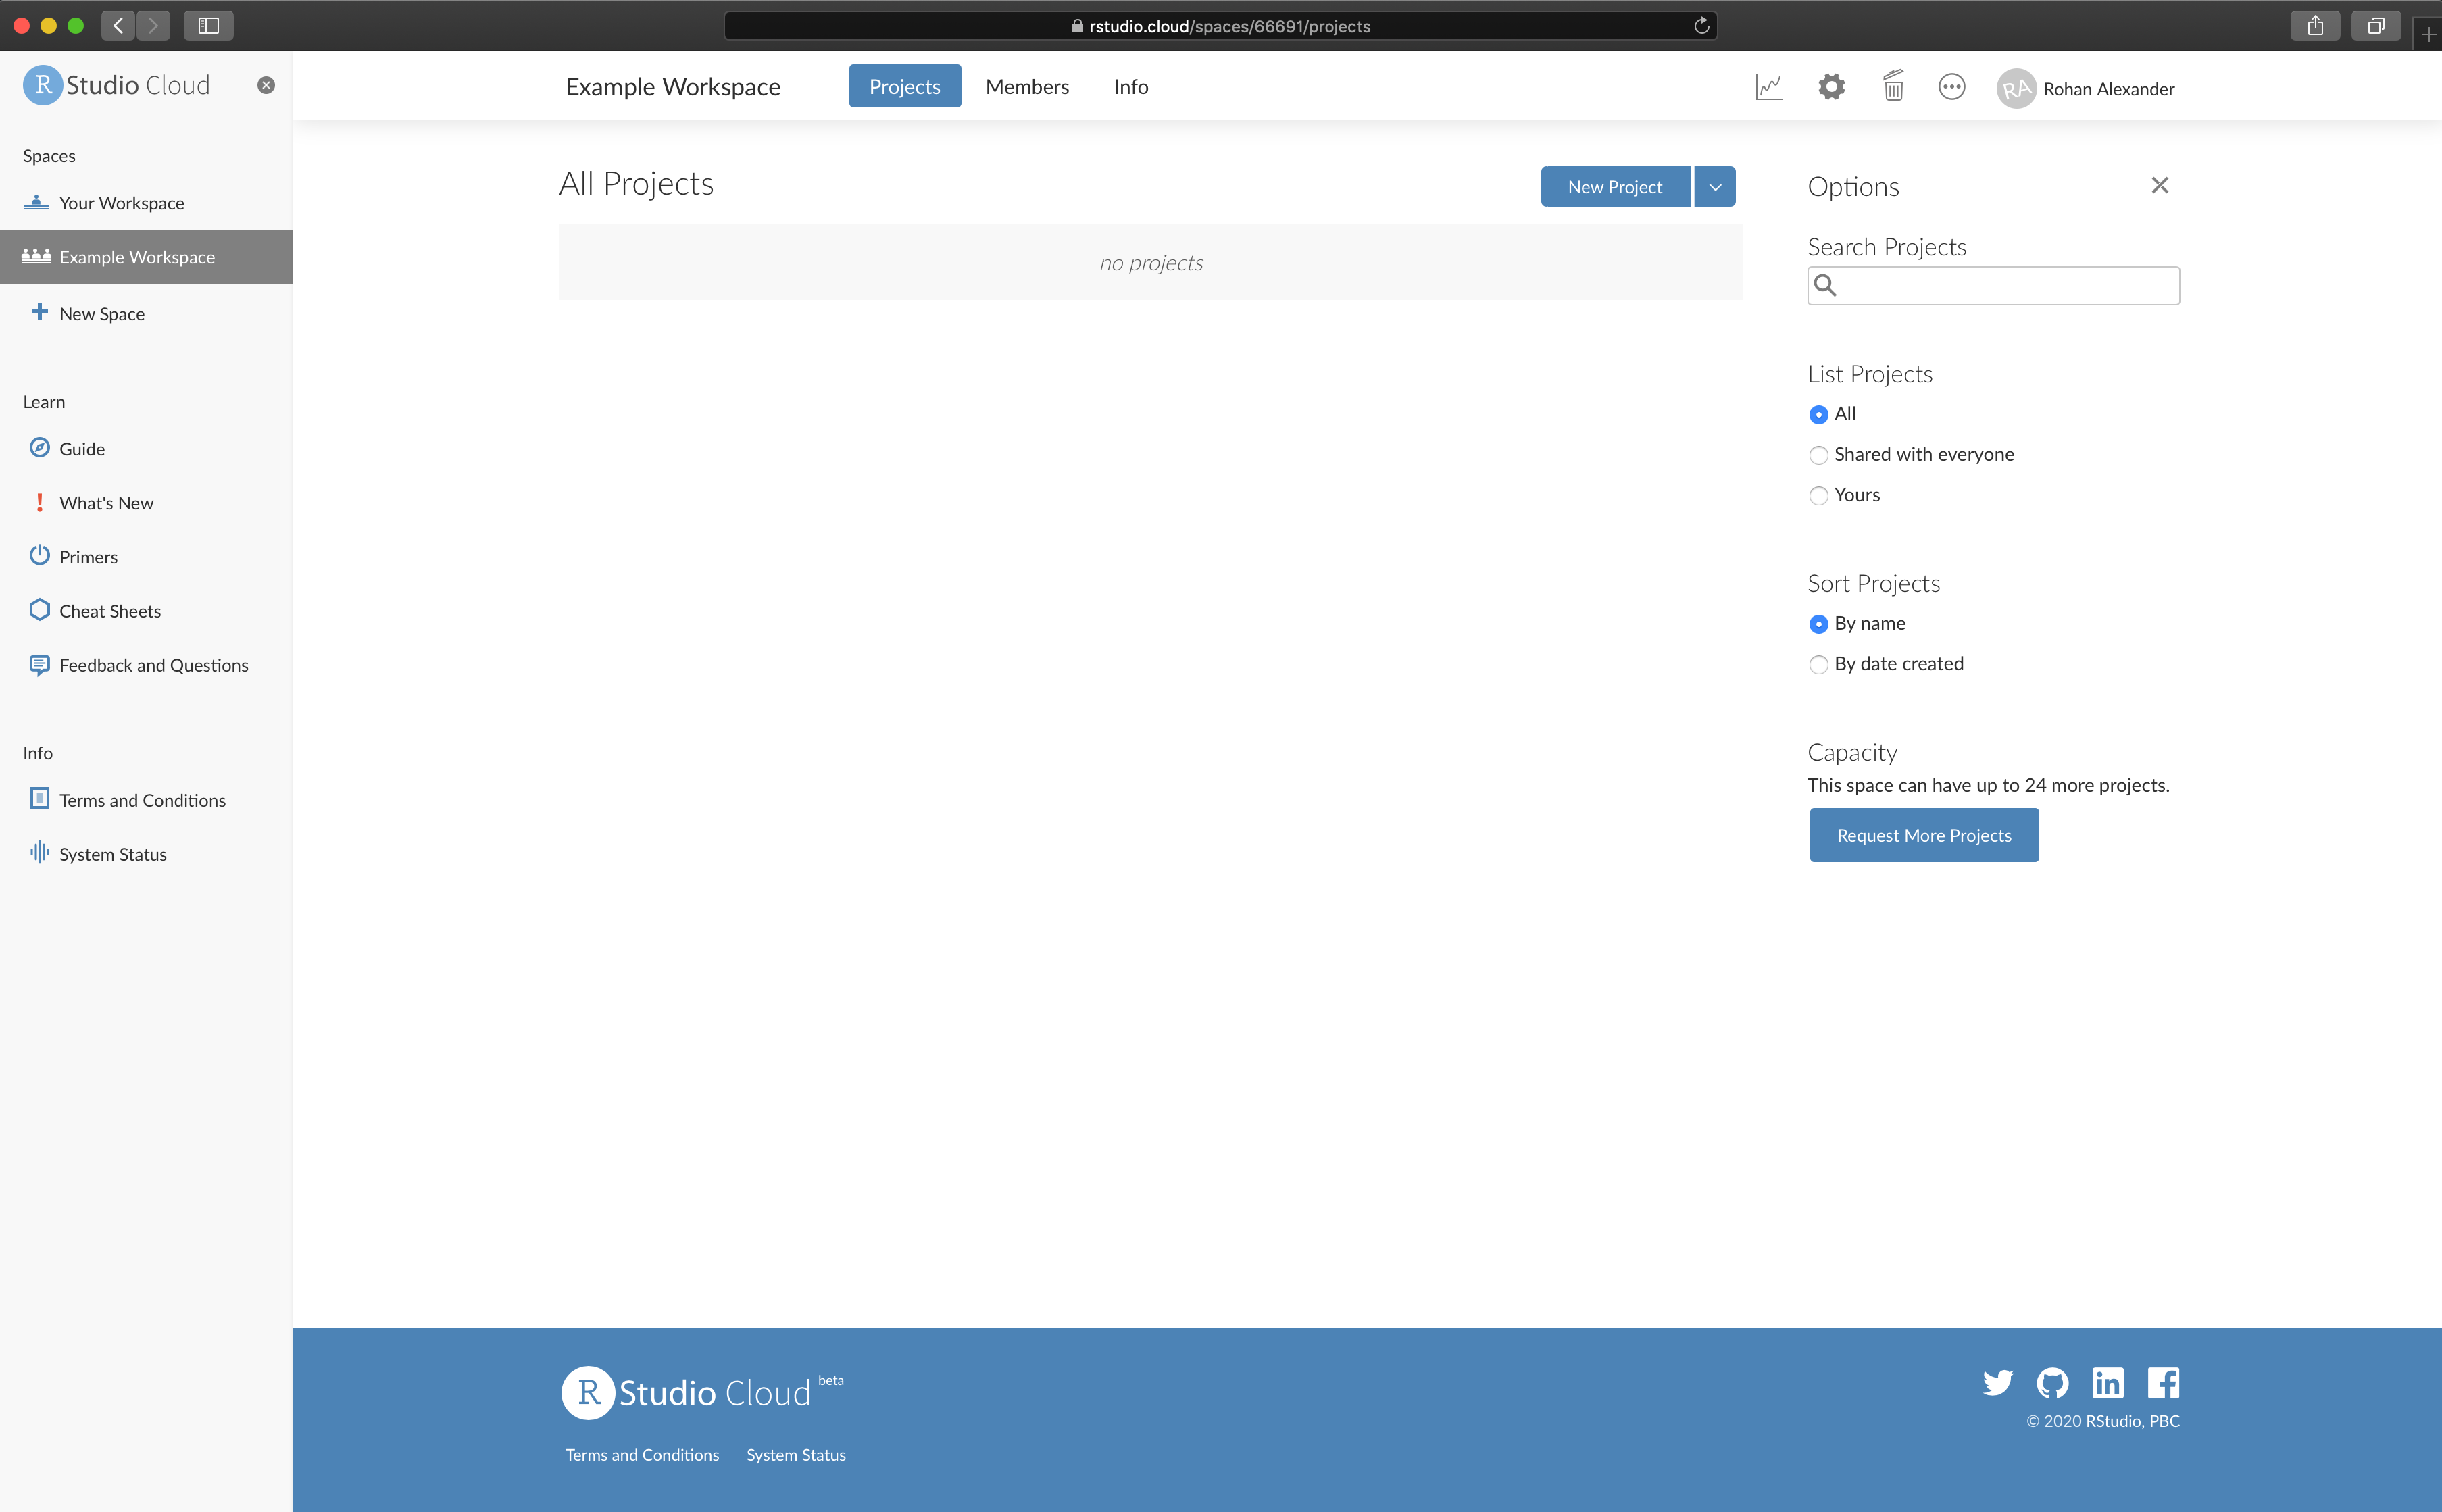 rstudio.cloud/spaces/66691/projects
R Studio Cloud
Example Workspace
Projects
Members
Info
RA
Rohan Alexander
Spaces
Your Workspace
Example Workspace
New Space
Learn
Guide
What's New
Primers
Cheat Sheets
Feedback and Questions
Info
Terms and Conditions
System Status
All Projects
New Project
no projects
Options
Search Projects
List Projects
All
Shared with everyone
Yours
Sort Projects
By name
By date created
Capacity
This space can have up to 24 more projects.
Request More Projects
R Studio Cloud beta
Terms and Conditions
System Status
in
© 2020 RStudio, PBC